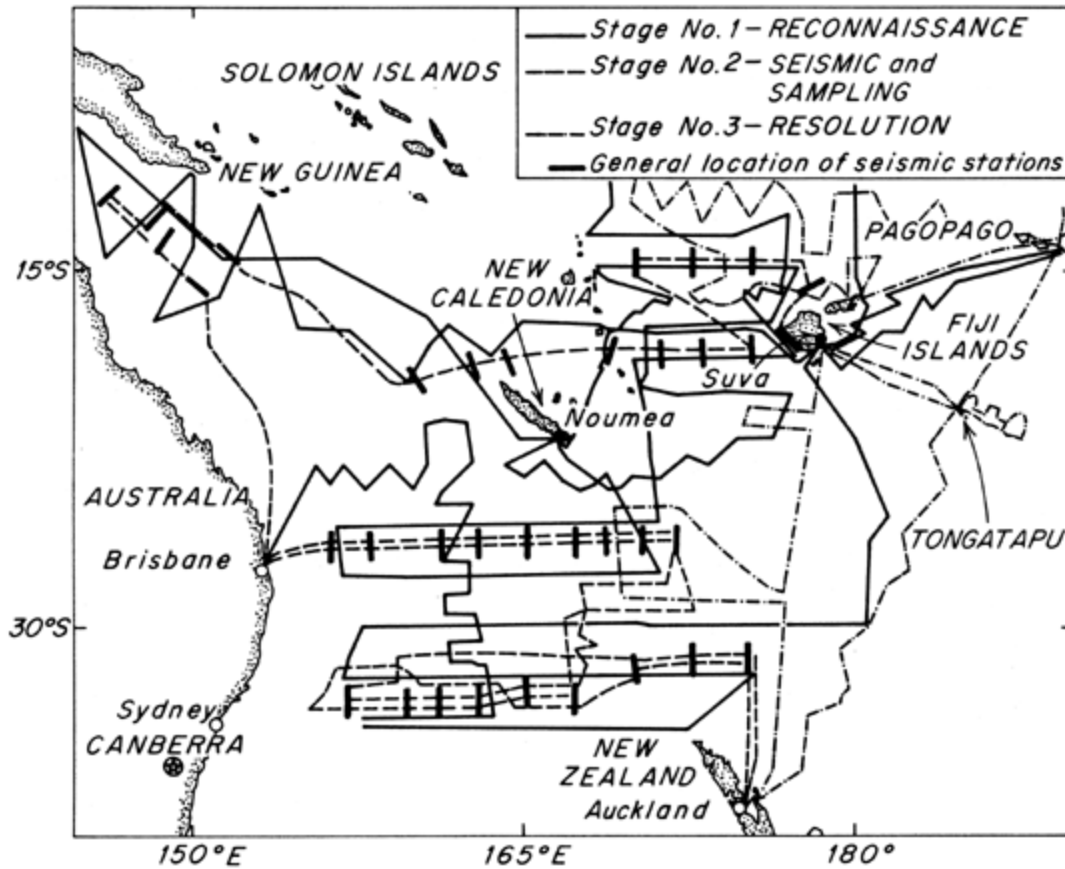 Stage No.1 — RECONNAISSANCE
Stage No.2 — SEISMIC and
SAMPLING
Stage No.3 — RESOLUTION
General location of seismic stations
SOLOMON ISLANDS
NEW GUINEA
PAGOPAGO
15°S
NEW
CALEDONIA
FIJI
ISLANDS
Suva
Noumea
AUSTRALIA
TONGATAPU
Brisbane
30°S
Sydney
CANBERRA
NEW
ZEALAND
Auckland
150°E
165°E
180°